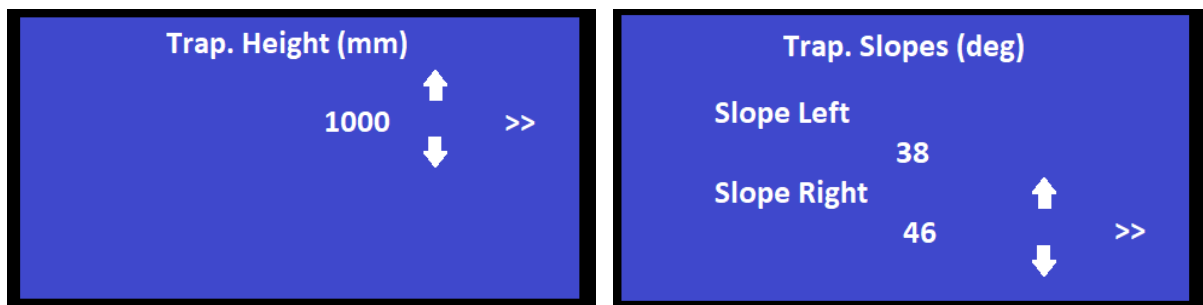 Trap. Height (mm)
1000 >>
Trap. Slopes (deg)
Slope Left
38
Slope Right
46 >>